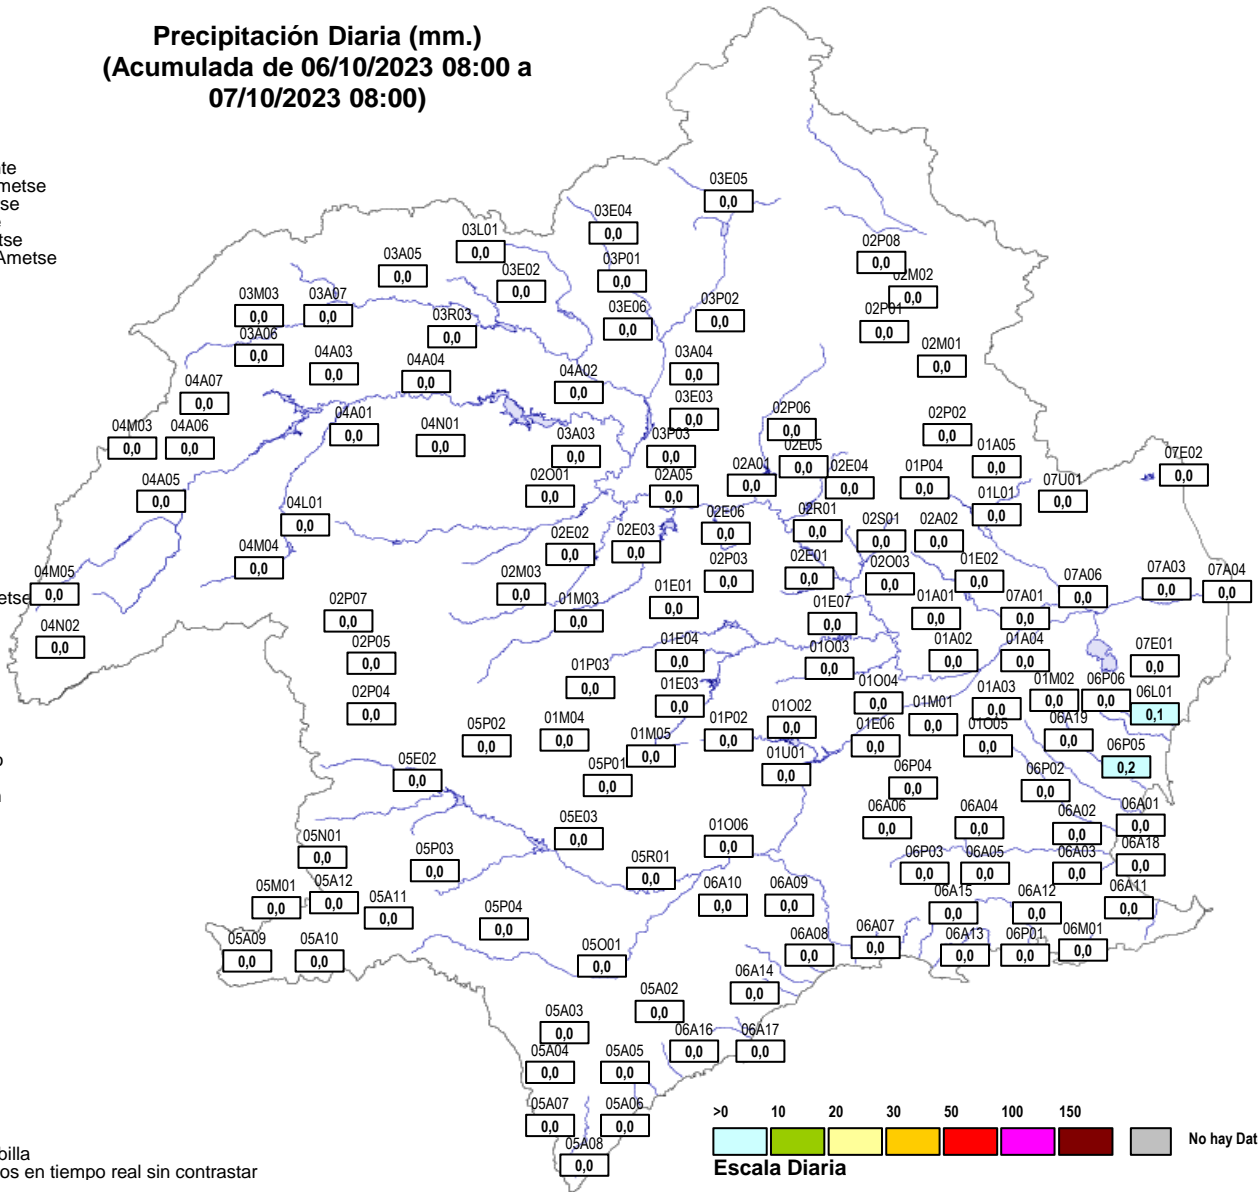 Precipitación Diaria (mm.)
(Acumulada de 06/10/2023 08:00 a
07/10/2023 08:00)
nte
metse
tse
e
tse
Ametse
etse
o
n
billa
os en tiempo real sin contrastar
03E05
0,0
03E04
0,0
03L01
0,0
03A05
0,0
03P01
0,0
03E02
0,0
02P08
0,0
02M02
0,0
03M03
0,0
03A07
0,0
03R03
0,0
03E06
0,0
03P02
0,0
02P01
0,0
03A06
0,0
04A03
0,0
04A04
0,0
04A02
0,0
03A04
0,0
02M01
0,0
04A07
0,0
03E03
0,0
04M03
0,0
04A06
0,0
04A01
0,0
04N01
0,0
03A03
0,0
03P03
0,0
02P06
0,0
02P02
0,0
02E05
0,0
01A05
0,0
07E02
0,0
04A05
0,0
02O01
0,0
02A05
0,0
02A01
0,0
02E04
0,0
01P04
0,0
07U01
0,0
01L01
0,0
04L01
0,0
02E06
0,0
02R01
0,0
02S01
0,0
02A02
0,0
04M04
0,0
02E02
0,0
02E03
0,0
02P03
0,0
02E01
0,0
02O03
0,0
01E02
0,0
04M05
0,0
02M03
0,0
07A06
0,0
07A03
0,0
07A04
0,0
02P07
0,0
01M03
0,0
01E01
0,0
01E07
0,0
01A01
0,0
07A01
0,0
04N02
0,0
02P05
0,0
01E04
0,0
01O03
0,0
01A02
0,0
01A04
0,0
07E01
0,0
01P03
0,0
01E03
0,0
01O04
0,0
01A03
0,0
01M02
0,0
06P06
0,0
06L01
0,1
02P04
0,0
05P02
0,0
01M04
0,0
01P02
0,0
01O02
0,0
01M01
0,0
01E06
0,0
01O05
0,0
06A19
0,0
06P05
0,2
01M05
0,0
01U01
0,0
05E02
0,0
05P01
0,0
06P04
0,0
06P02
0,0
05E03
0,0
01O06
0,0
06A06
0,0
06A04
0,0
06A02
0,0
06A01
0,0
05N01
0,0
05P03
0,0
05R01
0,0
06P03
0,0
06A05
0,0
06A03
0,0
06A18
0,0
05M01
0,0
05A12
0,0
05A11
0,0
06A10
0,0
06A09
0,0
06A15
0,0
06A12
0,0
06A11
0,0
05P04
0,0
05A09
0,0
05A10
0,0
05O01
0,0
06A08
0,0
06A07
0,0
06A13
0,0
06P01
0,0
06M01
0,0
06A14
0,0
05A02
0,0
05A03
0,0
06A16
0,0
06A17
0,0
05A04
0,0
05A05
0,0
05A07
0,0
05A06
0,0
05A08
0,0
>0 10 20 30 50 100 150
No hay Dat
Escala Diaria